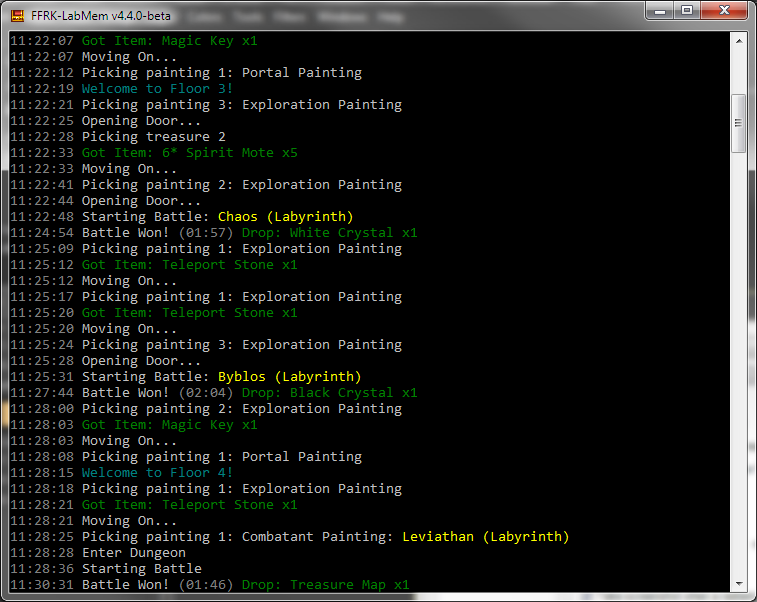 FFRK-LabMem v4.4.0-beta
11:22:07 Got Item: Magic Key x1
11:22:07 Moving On...
11:22:12 Picking painting 1: Portal Painting
11:22:19 Welcome to Floor 3!
11:22:21 Picking painting 3: Exploration Painting
11:22:25 Opening Door...
11:22:28 Picking treasure 2
11:22:33 Got Item: 6* Spirit Mote x5
11:22:33 Moving On...
11:22:41 Picking painting 2: Exploration Painting
11:22:44 Opening Door...
11:22:48 Starting Battle: Chaos (Labyrinth)
11:24:54 Battle Won! (01:57) Drop: White Crystal x1
11:25:09 Picking painting 1: Exploration Painting
11:25:12 Got Item: Teleport Stone x1
11:25:12 Moving On...
11:25:17 Picking painting 1: Exploration Painting
11:25:20 Got Item: Teleport Stone x1
11:25:20 Moving On...
11:25:24 Picking painting 3: Exploration Painting
11:25:28 Opening Door...
11:25:31 Starting Battle: Byblos (Labyrinth)
11:27:44 Battle Won! (02:04) Drop: Black Crystal x1
11:28:00 Picking painting 2: Exploration Painting
11:28:03 Got Item: Magic Key x1
11:28:03 Moving On...
11:28:08 Picking painting 1: Portal Painting
11:28:15 Welcome to Floor 4!
11:28:18 Picking painting 1: Exploration Painting
11:28:21 Got Item: Teleport Stone x1
11:28:21 Moving On...
11:28:25 Picking painting 1: Combatant Painting: Leviathan (Labyrinth)
11:28:28 Enter Dungeon
11:28:36 Starting Battle
11:30:31 Battle Won! (01:46) Drop: Treasure Map x1